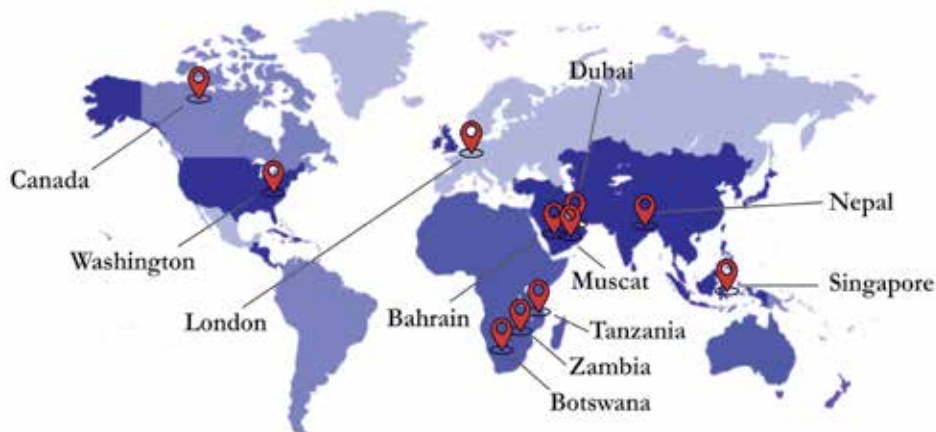 Dubai
Canada
Nepal
Washington
Muscat
Singapore
London
Bahrain
Tanzania
Zambia
Botswana